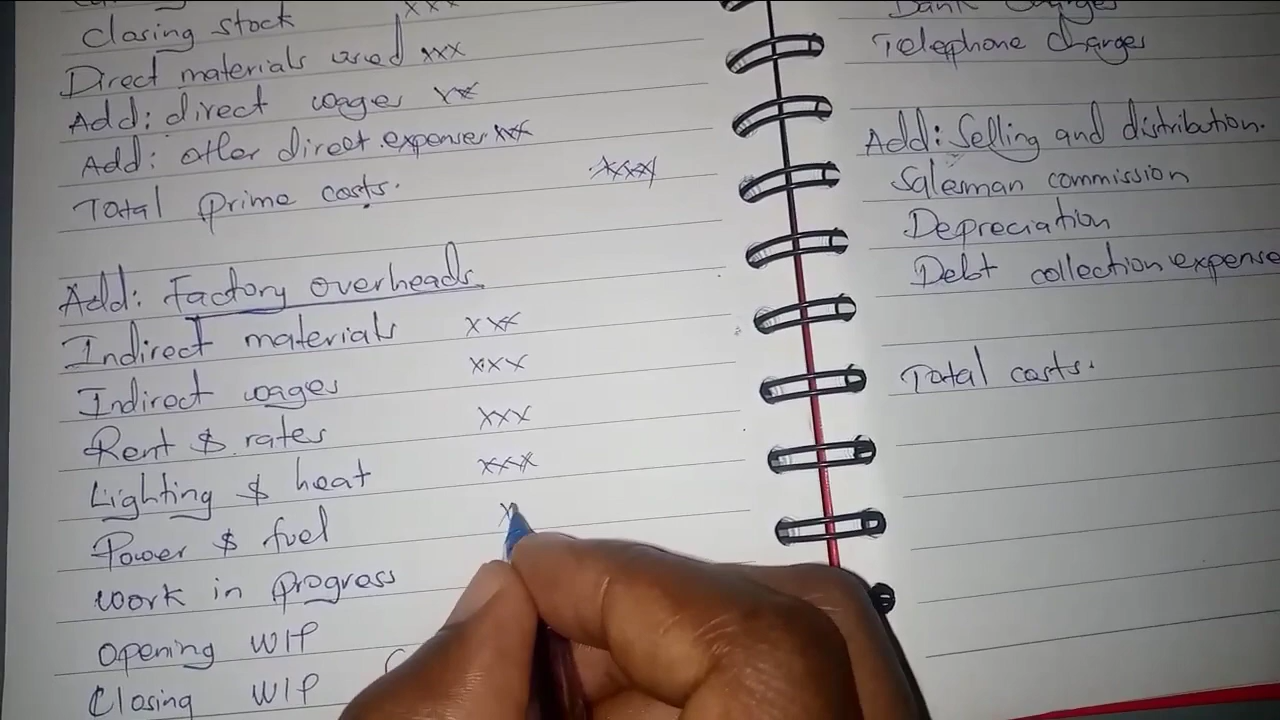 xxx
closing stock
Direct materials used xxx
Add: direct wages xx
Add: other direct expenses xxx
Total prime costs. xxxx
Add: Factory overheads.
Indirect materials xxx
Indirect wages xxx
Rent $ rates xxx
Lighting $ heat xxx
Power $ fuel x
Work in progress
Opening WIP
Closing WIP (
Bank charges
Telephone charges
Add: Selling and distribution.
Salesman commission
Depreciation
Debt collection expense
Total costs.